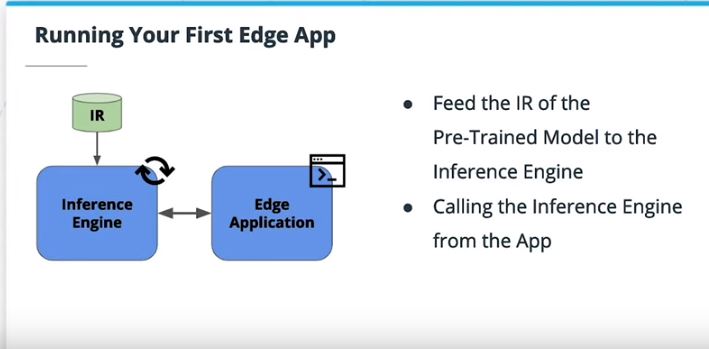 Running Your First Edge App
IR
Inference
Engine
Edge
Application
● Feed the IR of the
Pre-Trained Model to the
Inference Engine
● Calling the Inference Engine
from the App